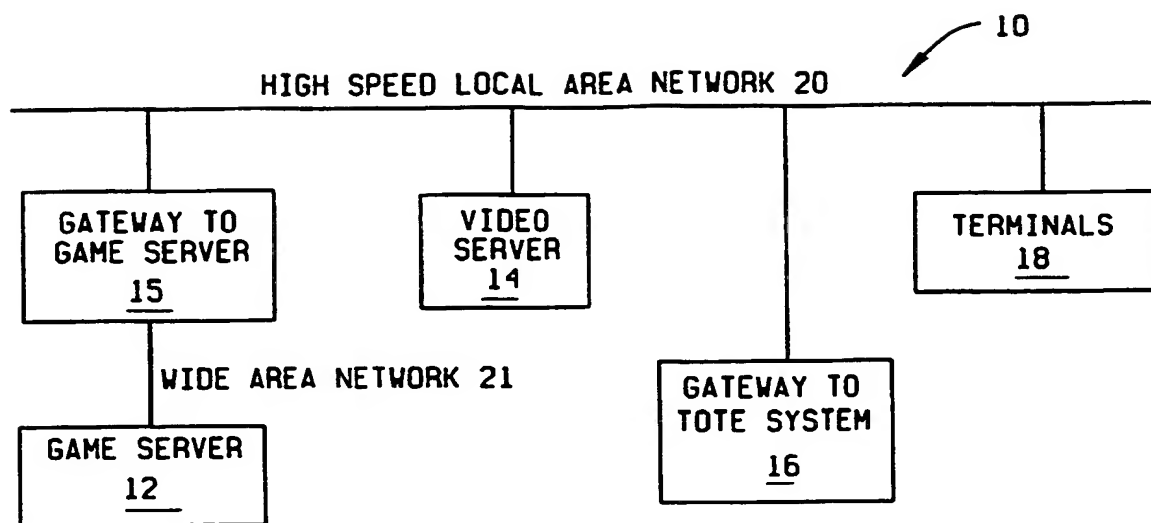 10
HIGH SPEED LOCAL AREA NETWORK 20
GATEWAY TO
GAME SERVER
15
VIDEO
SERVER
14
TERMINALS
18
WIDE AREA NETWORK 21
GATEWAY TO
TOTE SYSTEM
16
GAME SERVER
12